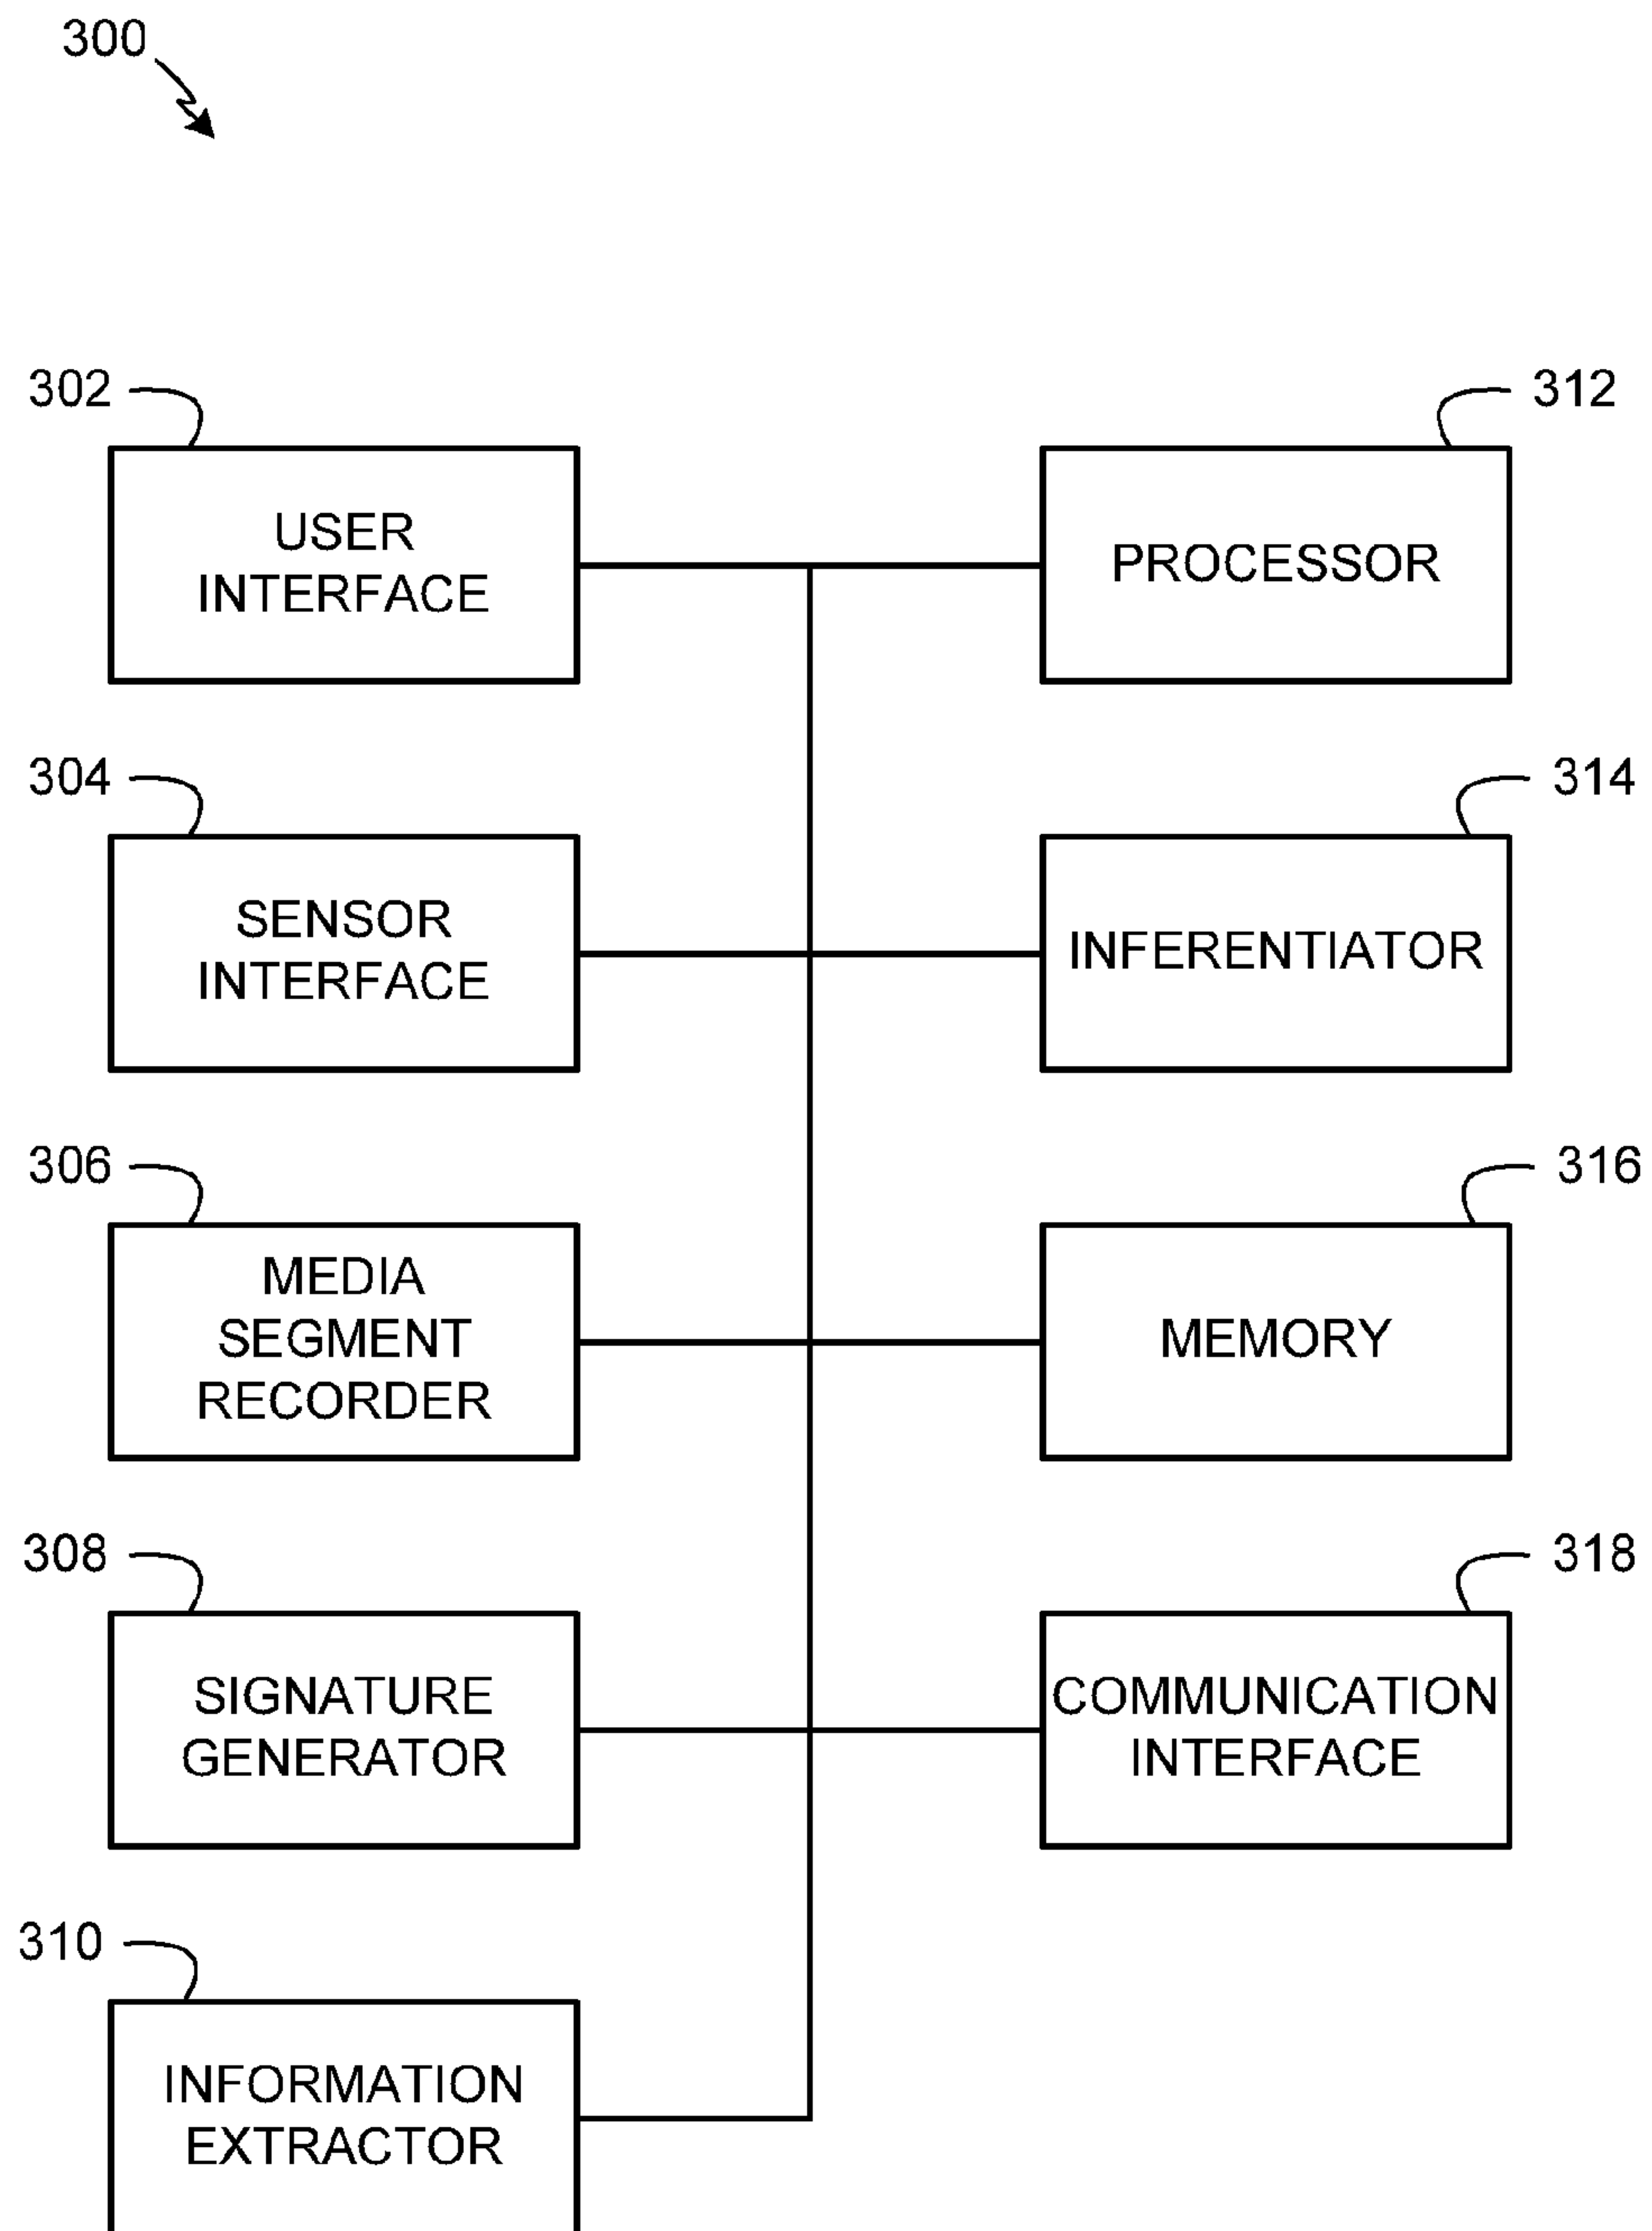 300
302
312
USER
INTERFACE
PROCESSOR
304
314
SENSOR
INTERFACE
INFERENTIATOR
306
316
MEDIA
SEGMENT
RECORDER
MEMORY
308
318
SIGNATURE
GENERATOR
COMMUNICATION
INTERFACE
310
INFORMATION
EXTRACTOR